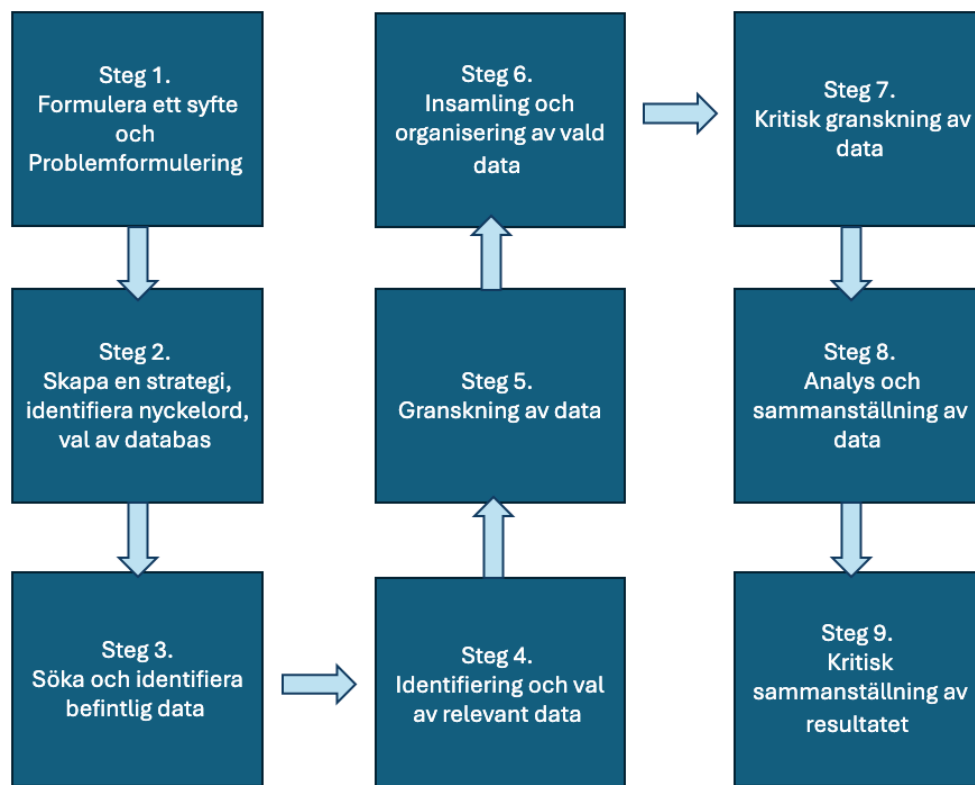 Steg 1.
Formulera ett syfte
och
Problemformulering
Steg 2.
Skapa en strategi,
identifiera nyckelord,
val av databas
Steg 3.
Söka och identifiera
befintlig data
Steg 4.
Identifiering och val
av relevant data
Steg 5.
Granskning av data
Steg 6.
Insamling och
organisering av vald
data
Steg 7.
Kritisk granskning av
data
Steg 8.
Analys och
sammanställning av
data
Steg 9.
Kritisk
sammanställning av
resultatet